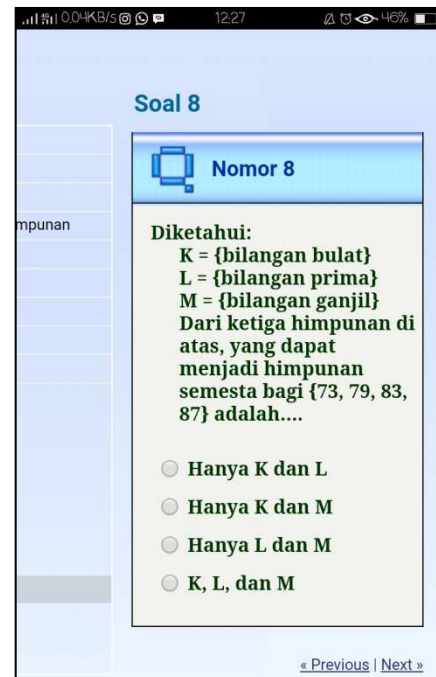 0.04KB/s 12:27 46%
Soal 8
Nomor 8
mpunan
Diketahui:
K = {bilangan bulat}
L = {bilangan prima}
M = {bilangan ganjil}
Dari ketiga himpunan di
atas, yang dapat
menjadi himpunan
semesta bagi {73, 79, 83,
87} adalah....
Hanya K dan L
Hanya K dan M
Hanya L dan M
K, L, dan M
« Previous | Next »